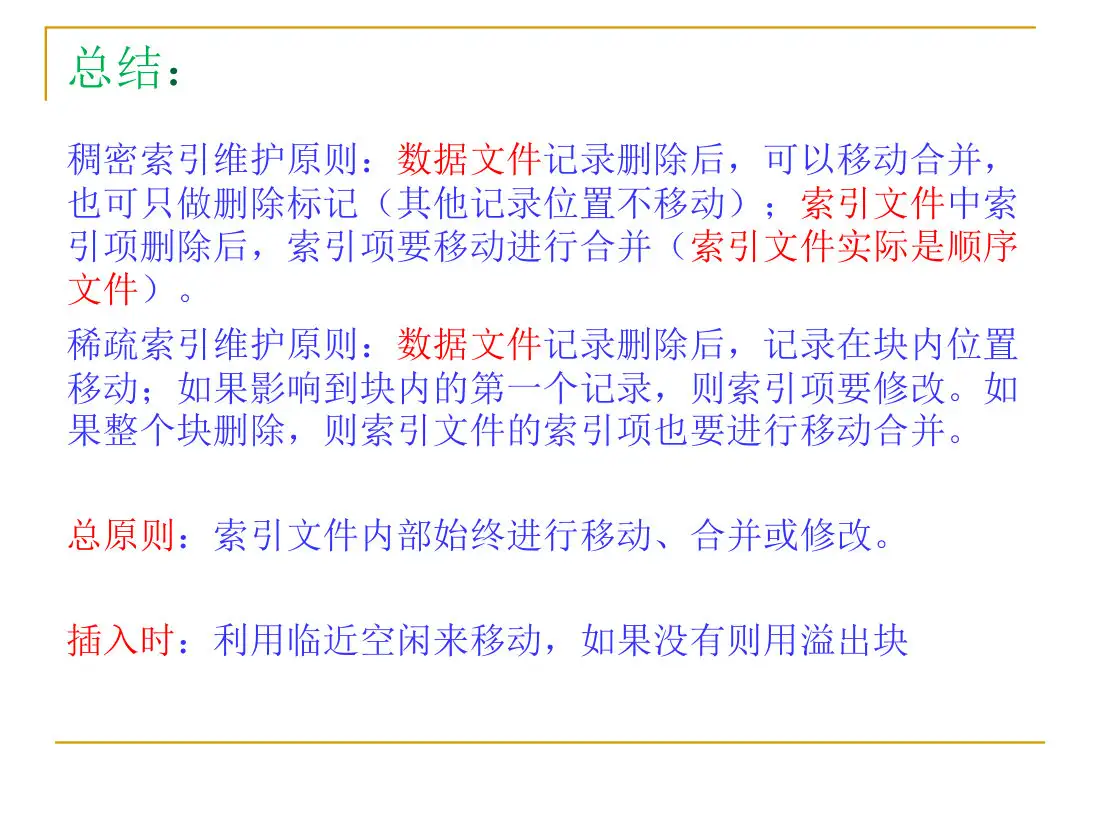 总结：
稠密索引维护原则：数据文件记录删除后，可以移动合并，
也可只做删除标记（其他记录位置不移动）；索引文件中索
引项删除后，索引项要移动进行合并（索引文件实际是顺序
文件）。
稀疏索引维护原则：数据文件记录删除后，记录在块内位置
移动；如果影响到块内的第一个记录，则索引项要修改。如
果整个块删除，则索引文件的索引项也要进行移动合并。
总原则：索引文件内部始终进行移动、合并或修改。
插入时：利用临近空闲来移动，如果没有则用溢出块